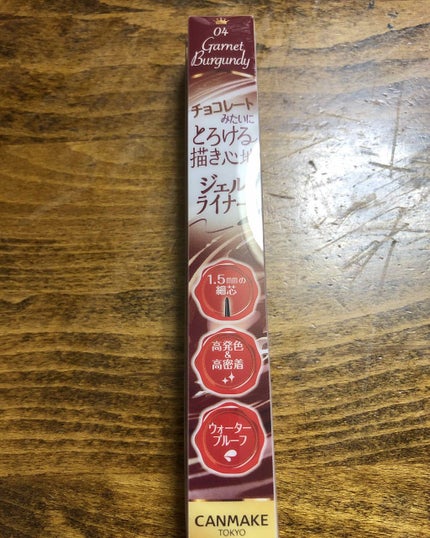 04
Garnet
Burgundy
チョコレート
みたいに
とろける
描き心地
ジェル
ライナー
1.5mmの
細芯
高発色
&
高密着
ウォーター
プルーフ
CANMAKE
TOKYO